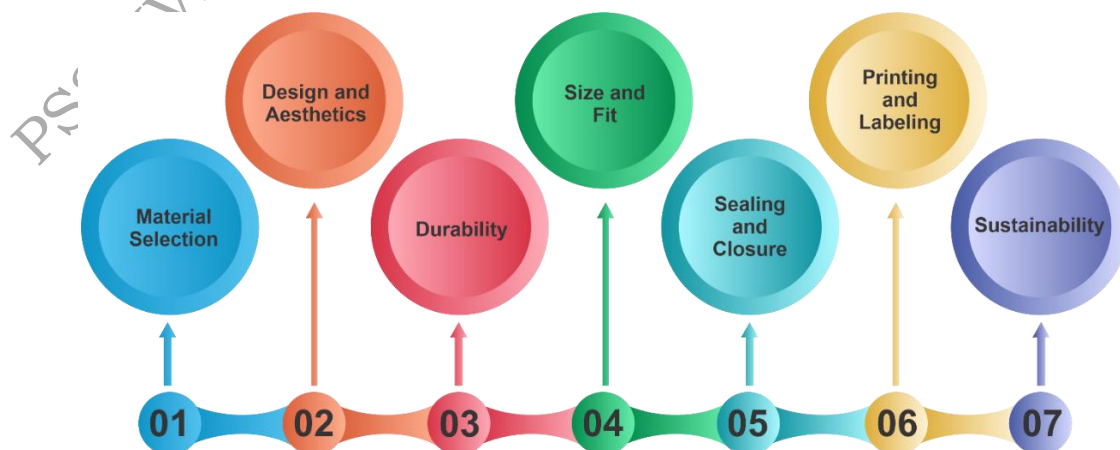 Material
Selection
Design and
Aesthetics
Durability
Size and
Fit
Sealing
and
Closure
Printing
and
Labeling
Sustainability
01
02
03
04
05
06
07